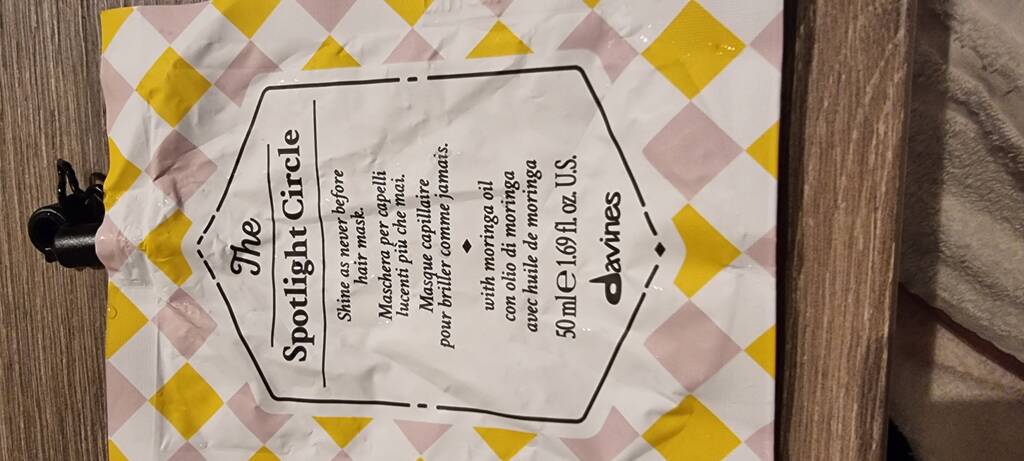 The
Spotlight Circle
Shine as never before
hair mask.
Maschera per capelli
lucenti più che mai.
Masque capillaire
pour briller comme jamais.
with moringa oil
con olio di moringa
avec huile de moringa
50 ml ℮ 1.69 fl. oz. U.S.
davines